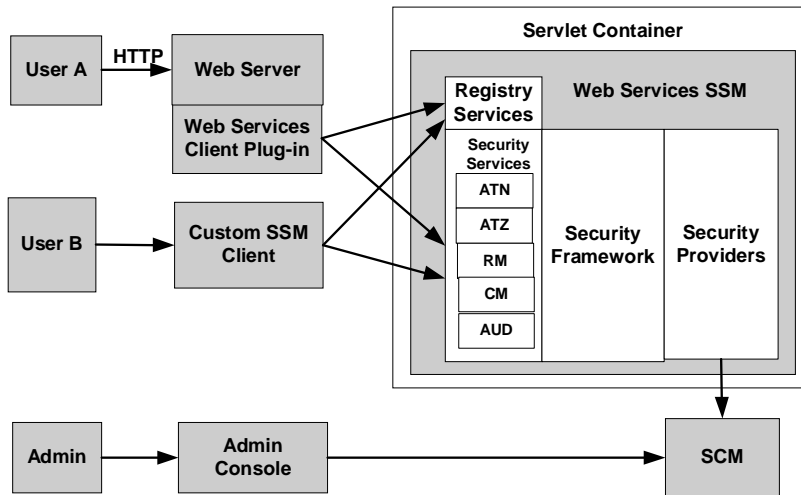 Servlet Container
HTTP
User A
Web Server
Web Services
Client Plug-in
Registry
Services
Web Services SSM
Security
Services
ATN
ATZ
RM
CM
AUD
Security
Framework
Security
Providers
User B
Custom SSM
Client
Admin
Admin
Console
SCM